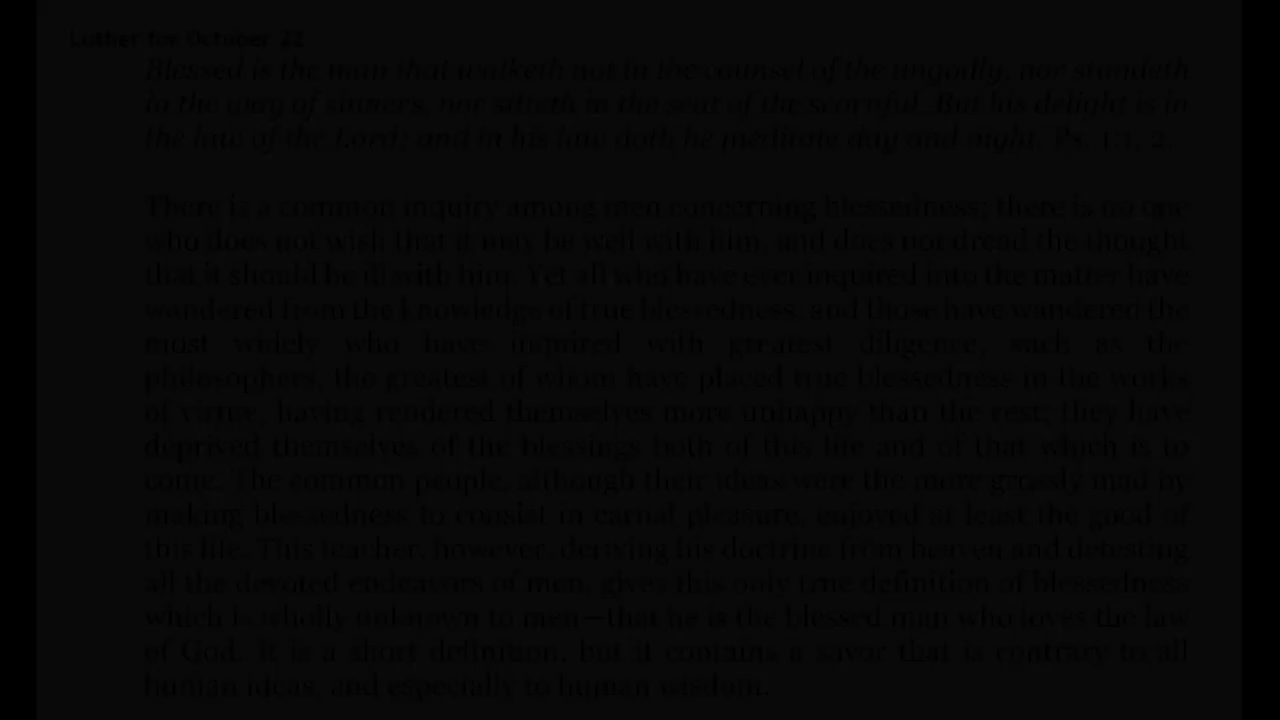 Luther for October 22
Blessed is the man that walketh not in the counsel of the ungodly, nor standeth
in the way of sinners, nor sitteth in the seat of the scornful. But his delight is in
the law of the Lord; and in his law doth he meditate day and night. Ps. 1:1, 2.
There is a common inquiry among men concerning blessedness; there is no one
who does not wish that it may be well with him, and does not dread the thought
that it should be ill with him. Yet all who have ever inquired into the matter have
wandered from the knowledge of true blessedness, and those have wandered the
most widely who have inquired with greatest diligence, such as the
philosophers, the greatest of whom have placed true blessedness in the works
of virtue, having rendered themselves more unhappy than the rest; they have
deprived themselves of the blessings both of this life and of that which is to
come. The common people, although their ideas were the more grossly mad by
making blessedness to consist in carnal pleasure, enjoyed at least the good of
this life. This teacher, however, deriving his doctrine from heaven and detesting
all the devoted endeavors of men, gives this only true definition of blessedness
which is wholly unknown to men—that he is the blessed man who loves the law
of God. It is a short definition, but it contains a savor that is contrary to all
human ideas, and especially to human wisdom.